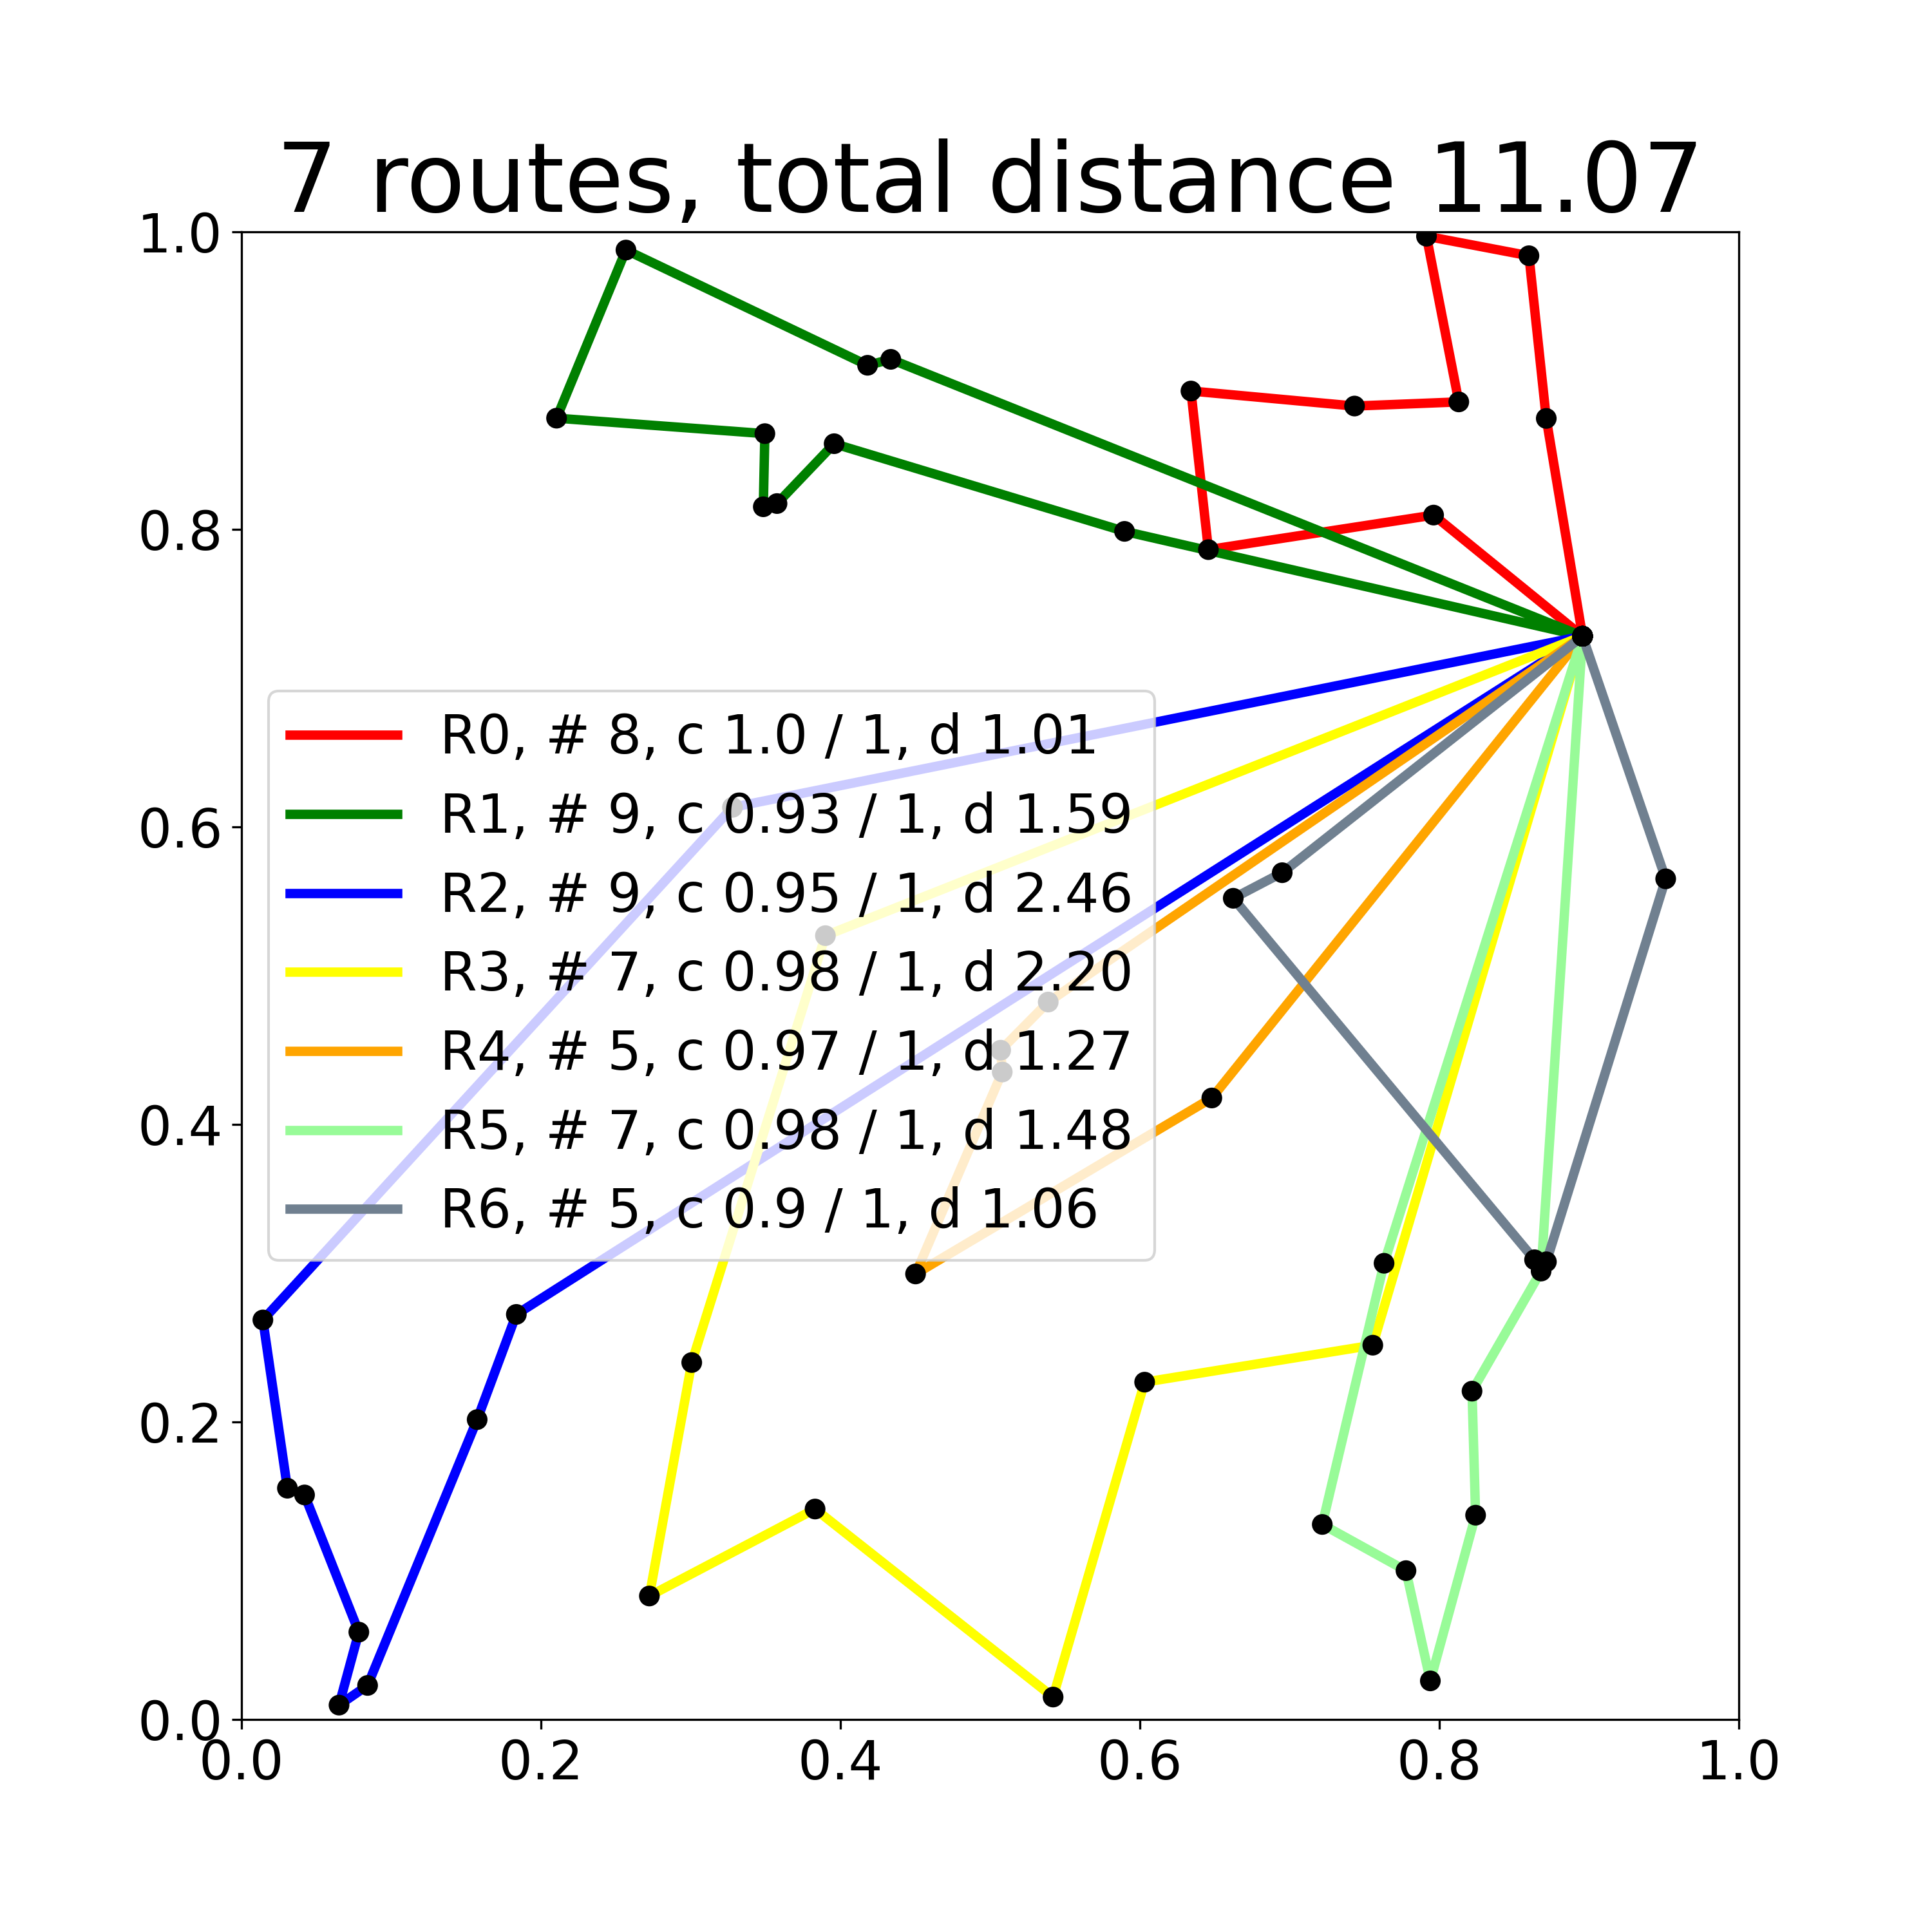 7 routes, total distance 11.07
1.0
0.8
0.6
0.4
0.2
0.0
R0, # 8, c 1.0 / 1, d 1.01
R1, # 9, c 0.93 / 1, d 1.59
R2, # 9, c 0.95 / 1, d 2.46
R3, # 7, c 0.98 / 1, d 2.20
R4, # 5, c 0.97 / 1, d 1.27
R5, # 7, c 0.98 / 1, d 1.48
R6, # 5, c 0.9 / 1, d 1.06
0.0 0.2 0.4 0.6 0.8 1.0